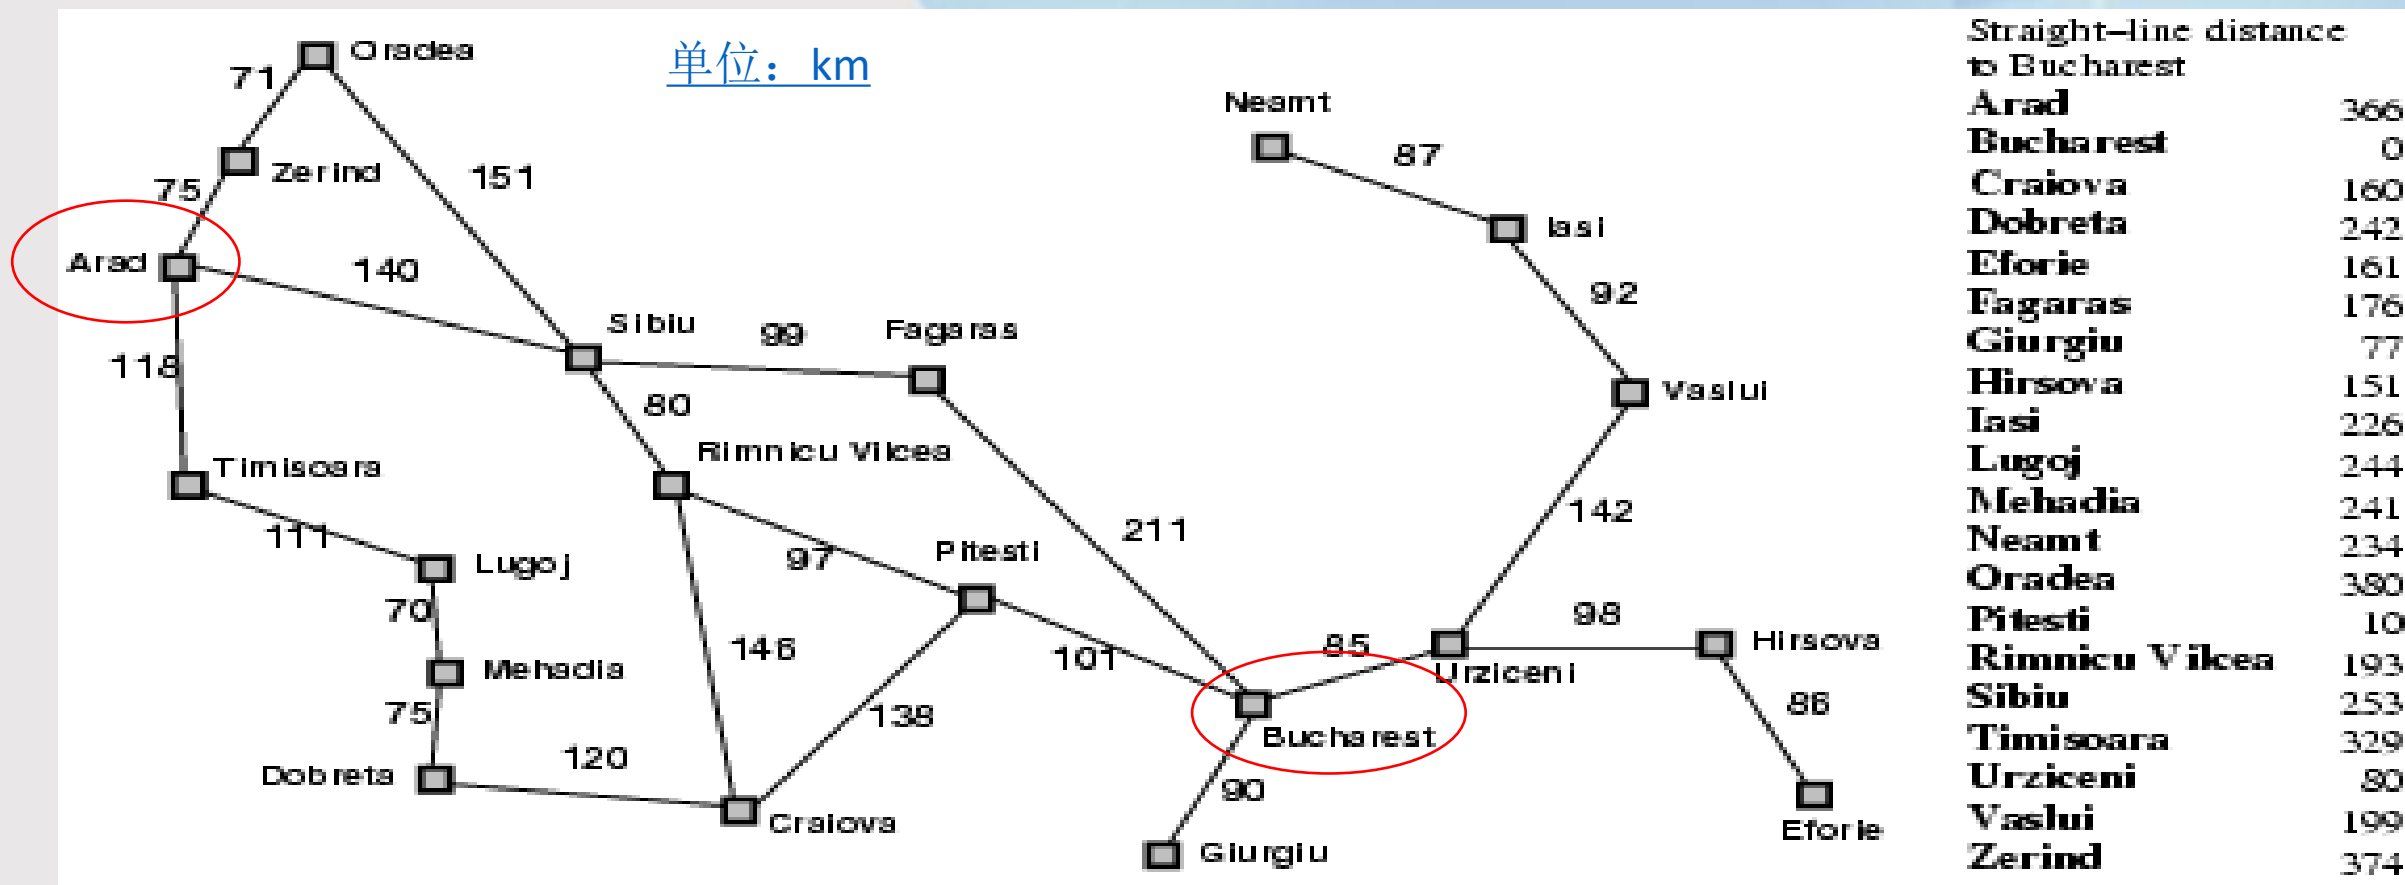 单位：km
Oradea
71
Neamt
87
Zerind
151
75
Iasi
Arad
140
92
Sibiu
99
Fagaras
118
80
Vaslui
Rimnicu Vilcea
Timisoara
142
111
211
Lugoj
97
Pitesti
70
98
146
85
Hirsova
101
Urziceni
Mehadia
75
138
86
Bucharest
120
Dobreta
90
Craiova
Eforie
Giurgiu
Straight-line distance
to Bucharest
Arad 366
Bucharest 0
Craiova 160
Dobreta 242
Eforie 161
Fagaras 176
Giurgiu 77
Hirsova 151
Iasi 226
Lugoj 244
Mehadia 241
Neamt 234
Oradea 380
Pitesti 10
Rimnicu Vilcea 193
Sibiu 253
Timisoara 329
Urziceni 80
Vaslui 199
Zerind 374